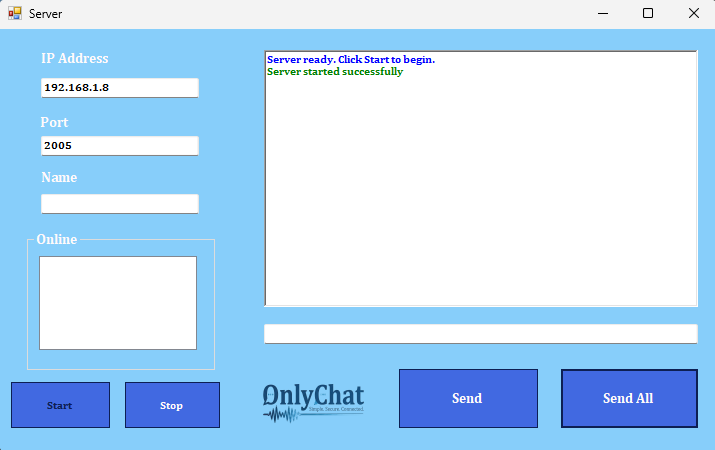 Server
IP Address
192.168.1.8
Port
2005
Name
Online
Start
Stop
Server ready. Click Start to begin.
Server started successfully
OnlyChat
Simple. Secure. Connected.
Send
Send All